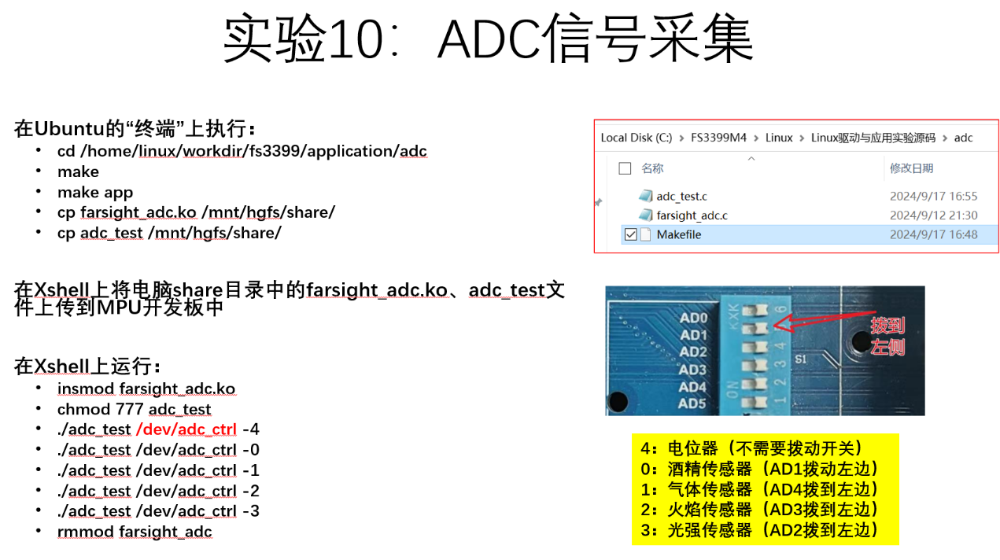 实验10：ADC信号采集
在Ubuntu的“终端”上执行：
• cd /home/linux/workdir/fs3399/application/adc
• make
• make app
• cp farsight_adc.ko /mnt/hgfs/share/
• cp adc_test /mnt/hgfs/share/
在Xshell上将电脑share目录中的farsight_adc.ko、adc_test文
件上传到MPU开发板中
在Xshell上运行：
• insmod farsight_adc.ko
• chmod 777 adc_test
• ./adc_test /dev/adc_ctrl -4
• ./adc_test /dev/adc_ctrl -0
• ./adc_test /dev/adc_ctrl -1
• ./adc_test /dev/adc_ctrl -2
• ./adc_test /dev/adc_ctrl -3
• rmmod farsight_adc
Local Disk (C:) > FS3399M4 > Linux > Linux驱动与应用实验源码 > adc
名称 修改日期
adc_test.c 2024/9/17 16:55
farsight_adc.c 2024/9/12 21:30
Makefile 2024/9/17 16:48
AD0
AD1
AD2
AD3
AD4
AD5
KXK
ON
6
4
3
2
1
S1
拨到
左侧
4：电位器（不需要拨动开关）
0：酒精传感器（AD1拨动左边）
1：气体传感器（AD4拨到左边）
2：火焰传感器（AD3拨到左边）
3：光强传感器（AD2拨到左边）